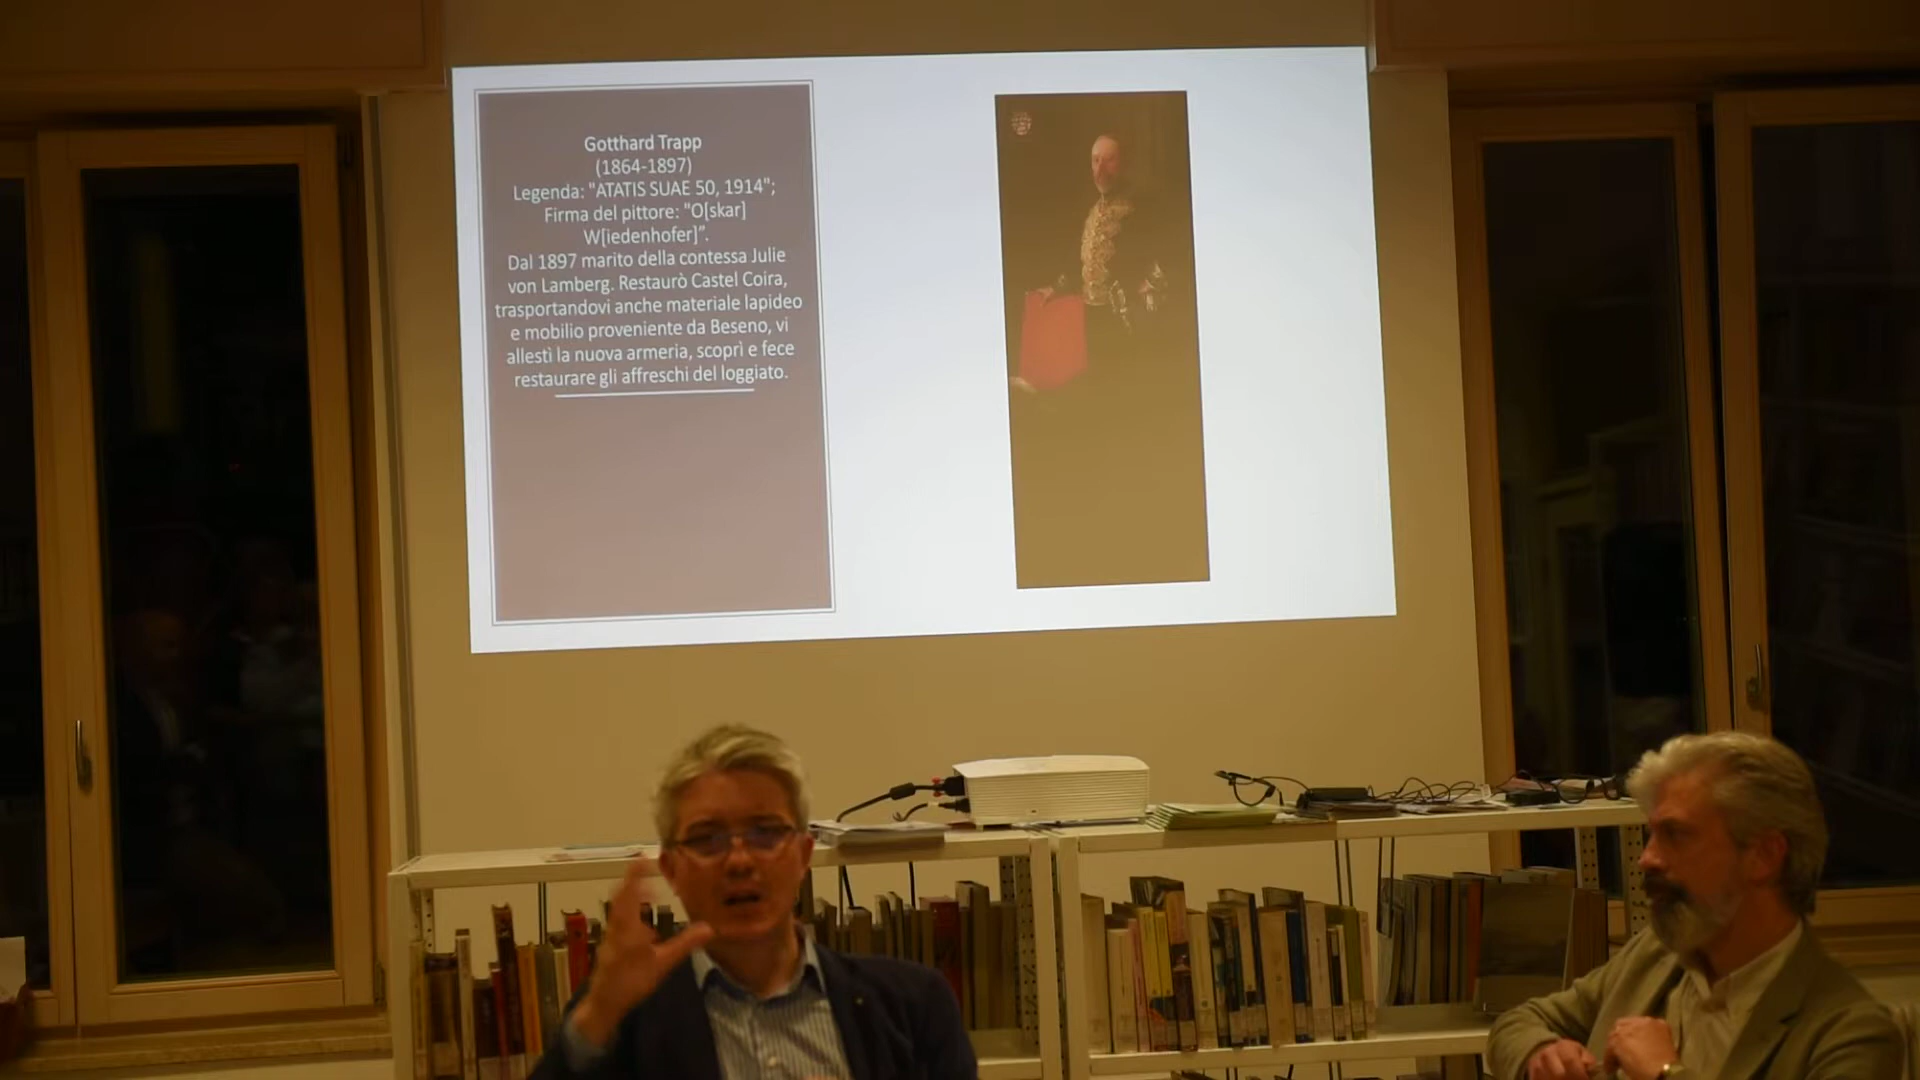 Gotthard Trapp
(1864-1897)
Legenda: "ATATIS SUAE 50, 1914";
Firma del pittore: "O[skar]
W[iedenhofer]”.
Dal 1897 marito della contessa Julie
von Lamberg. Restaurò Castel Coira,
trasportandovi anche materiale lapideo
e mobilio proveniente da Beseno, vi
allestì la nuova armeria, scoprì e fece
restaurare gli affreschi del loggiato.